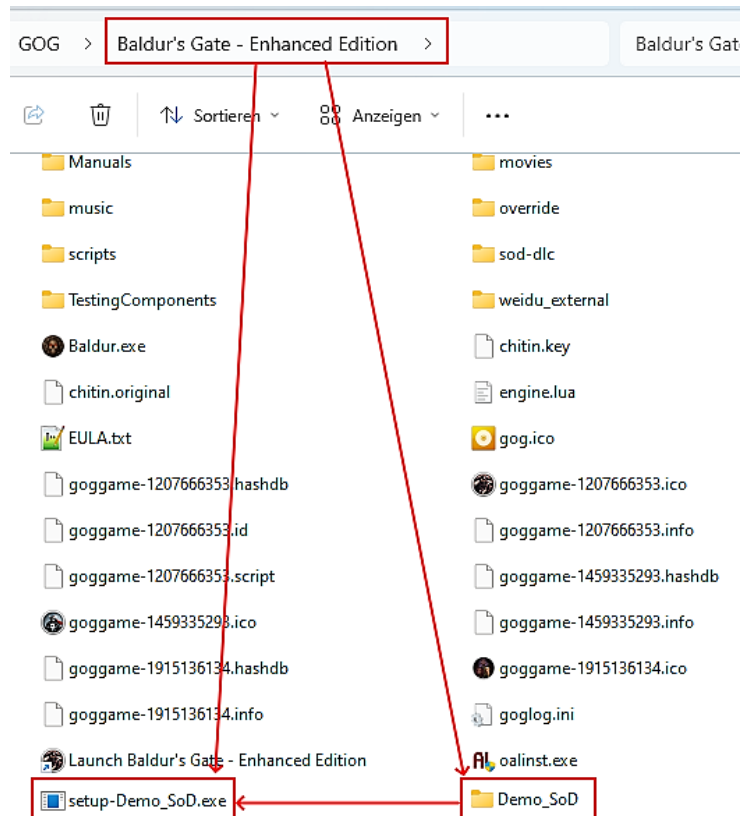 GOG > Baldur's Gate - Enhanced Edition > Baldur's Gat
Sortieren Anzeigen ...
Manuals movies
music override
scripts sod-dlc
TestingComponents weidu_external
Baldur.exe chitin.key
chitin.original engine.lua
EULA.txt gog.ico
goggame-1207666353.hashdb goggame-1207666353.ico
goggame-1207666353.id goggame-1207666353.info
goggame-1207666353.script goggame-1459335293.hashdb
goggame-1459335293.ico goggame-1459335293.info
goggame-1915136134.hashdb goggame-1915136134.ico
goggame-1915136134.info goglog.ini
Launch Baldur's Gate - Enhanced Edition oalinst.exe
setup-Demo_SoD.exe Demo_SoD